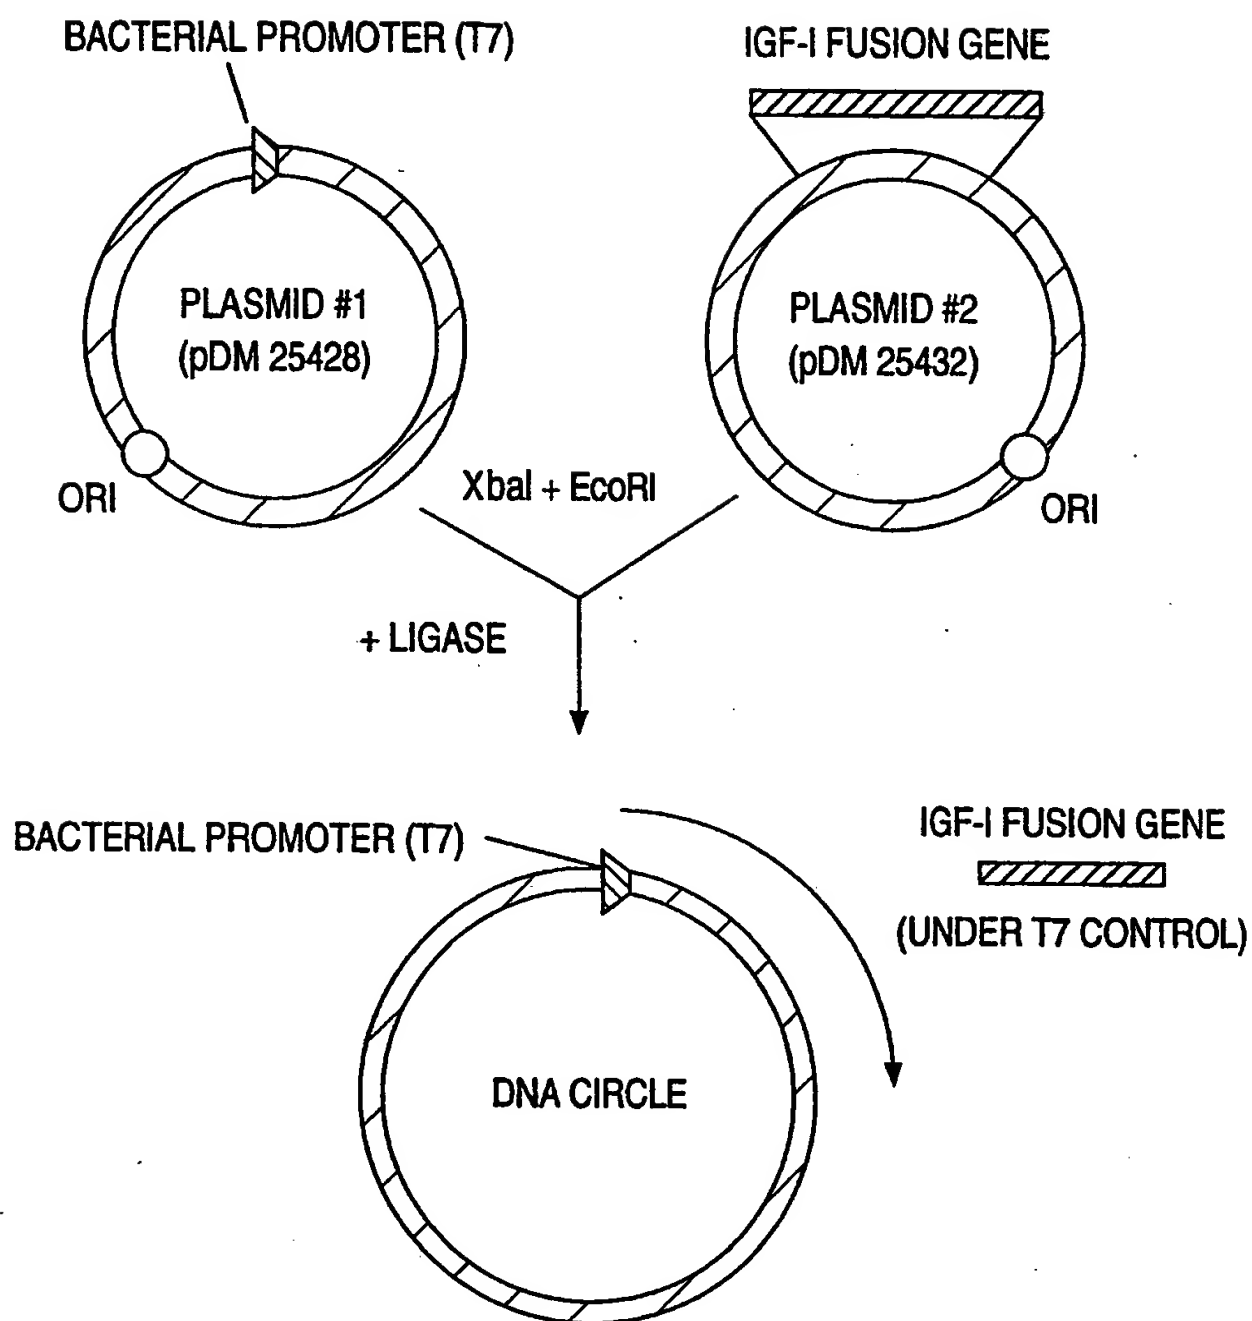 BACTERIAL PROMOTER (T7)
IGF-I FUSION GENE
PLASMID #1
(pDM 25428)
PLASMID #2
(pDM 25432)
ORI
XbaI + EcoRI
ORI
+ LIGASE
BACTERIAL PROMOTER (T7)
IGF-I FUSION GENE
(UNDER T7 CONTROL)
DNA CIRCLE